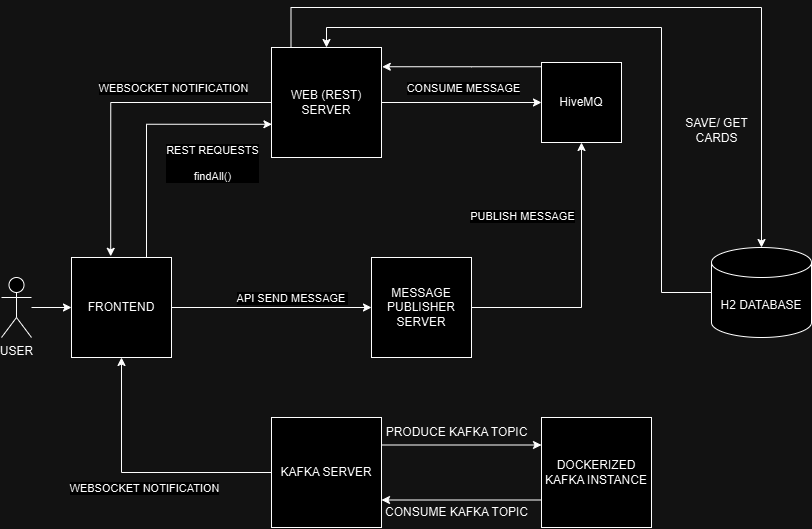 WEBSOCKET NOTIFICATION
WEB (REST)
SERVER
CONSUME MESSAGE
HiveMQ
SAVE/ GET
CARDS
REST REQUESTS
findAll()
PUBLISH MESSAGE
USER
FRONTEND
API SEND MESSAGE
MESSAGE
PUBLISHER
SERVER
H2 DATABASE
WEBSOCKET NOTIFICATION
KAFKA SERVER
PRODUCE KAFKA TOPIC
CONSUME KAFKA TOPIC
DOCKERIZED
KAFKA INSTANCE